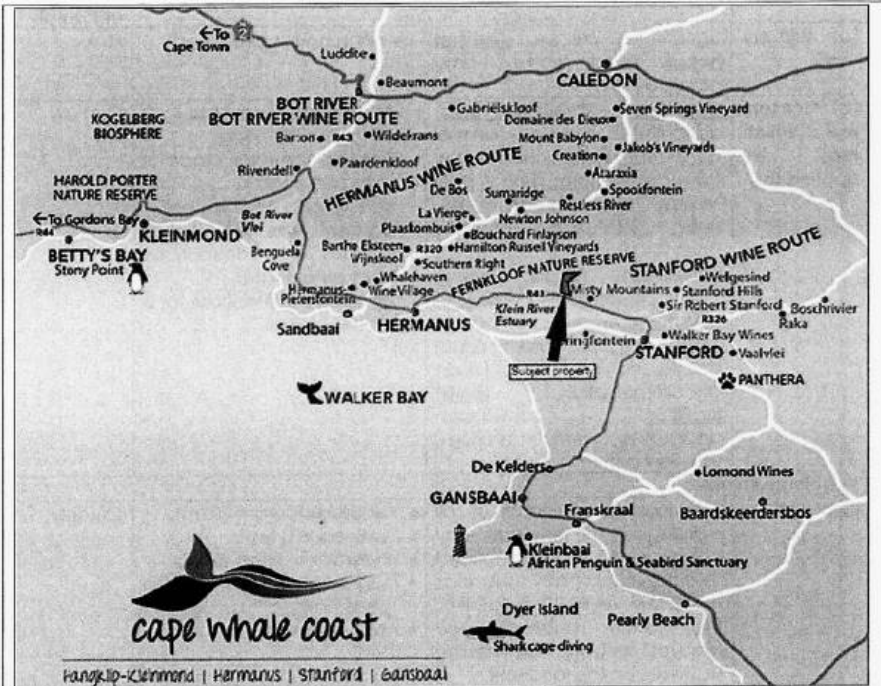 ←To
Cape Town
2
Luddite
Beaumont
CALEDON
BOT RIVER
BOT RIVER WINE ROUTE
Gabriëlskloof
Seven Springs Vineyard
Domaine des Dieux
KOGELBERG
BIOSPHERE
Barton
R43
Wildekrans
Mount Babylon
Jakob's Vineyards
Creation
Rivendell
Paardenkloof
HERMANUS WINE ROUTE
Ataraxia
HAROLD PORTER
NATURE RESERVE
De Bos
Sumaridge
Spookfontein
Restless River
←To Gordons Bay
R44
KLEINMOND
Bot River
Vlei
La Vierge
Newton Johnson
Plaaskombuis
Bouchard Finlayson
BETTY'S BAY
Stony Point
Benguela
Cove
Barthe Eksteen
Wijnskool
R320
Hamilton Russell Vineyards
Southern Right
FERNKLOOF NATURE RESERVE
STANFORD WINE ROUTE
Welgesind
Whalehaven
Wine Village
Hermanus-
Pietersfontein
R43
Misty Mountains
Stanford Hills
Sir Robert Stanford
Boschrivier
Raka
R326
Sandbaai
HERMANUS
Klein River
Estuary
ringfontein
Walker Bay Wines
STANFORD
Vaalvlei
Subject property
PANTHERA
WALKER BAY
De Kelders
Lomond Wines
GANSBAAI
Franskraal
Baardskeerdersbos
Kleinbaai
African Penguin & Seabird Sanctuary
Dyer Island
Pearly Beach
Shark cage diving
cape whale coast
Hangklip-Kleinmond | Hermanus | Stanford | Gansbaai